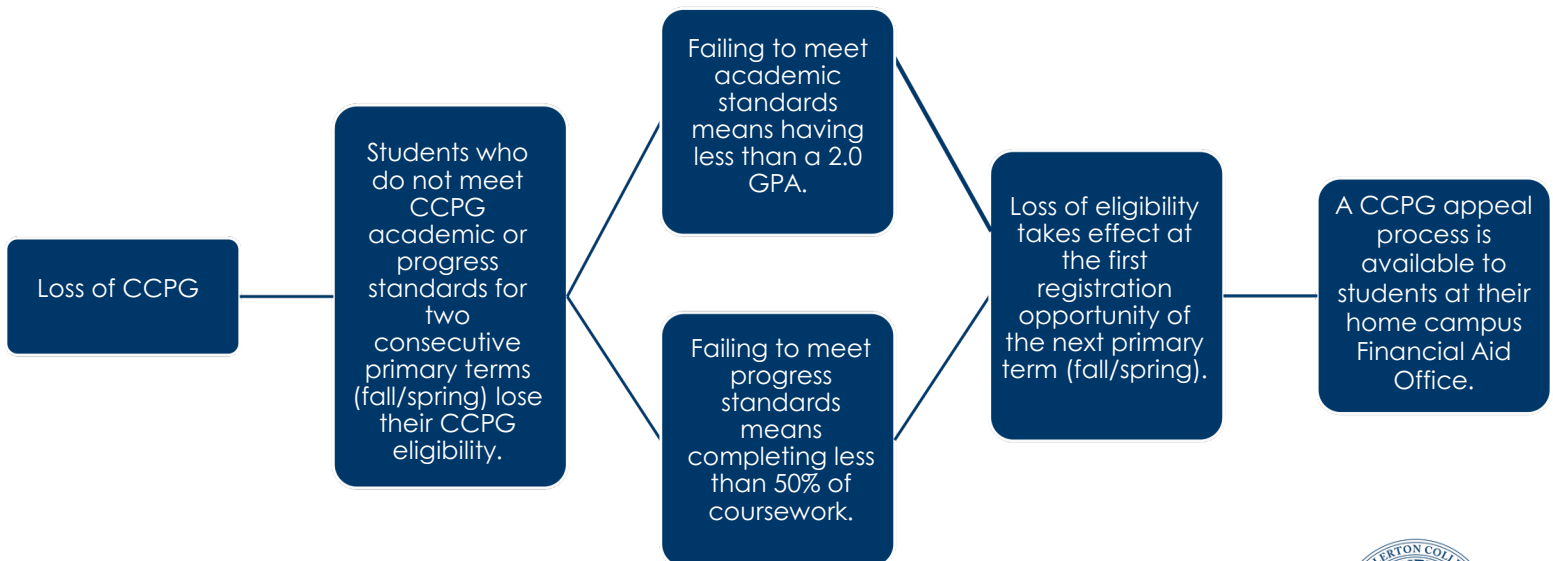 Loss of CCPG
Students who
do not meet
CCPG
academic or
progress
standards for
two
consecutive
primary terms
(fall/spring) lose
their CCPG
eligibility.
Failing to meet
academic
standards
means having
less than a 2.0
GPA.
Failing to meet
progress
standards
means
completing less
than 50% of
coursework.
Loss of eligibility
takes effect at
the first
registration
opportunity of
the next primary
term (fall/spring).
A CCPG appeal
process is
available to
students at their
home campus
Financial Aid
Office.